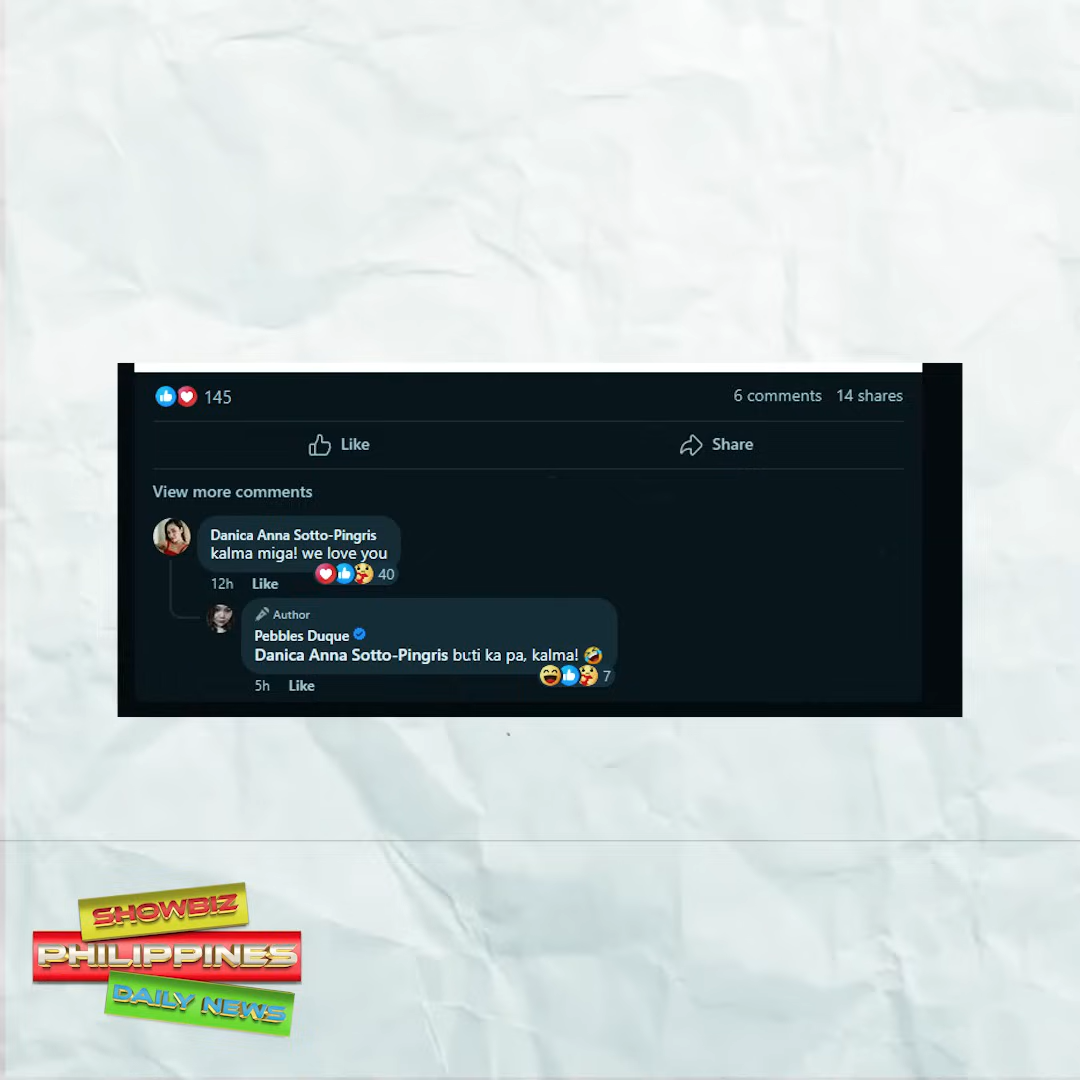 145
6 comments 14 shares
Like
Share
View more comments
Danica Anna Sotto-Pingris
kalma miga! we love you
12h Like
40
Author
Pebbles Duque
Danica Anna Sotto-Pingris buti ka pa, kalma! 🤣
7
5h Like
SHOWBIZ
PHILIPPINES
DAILY NEWS